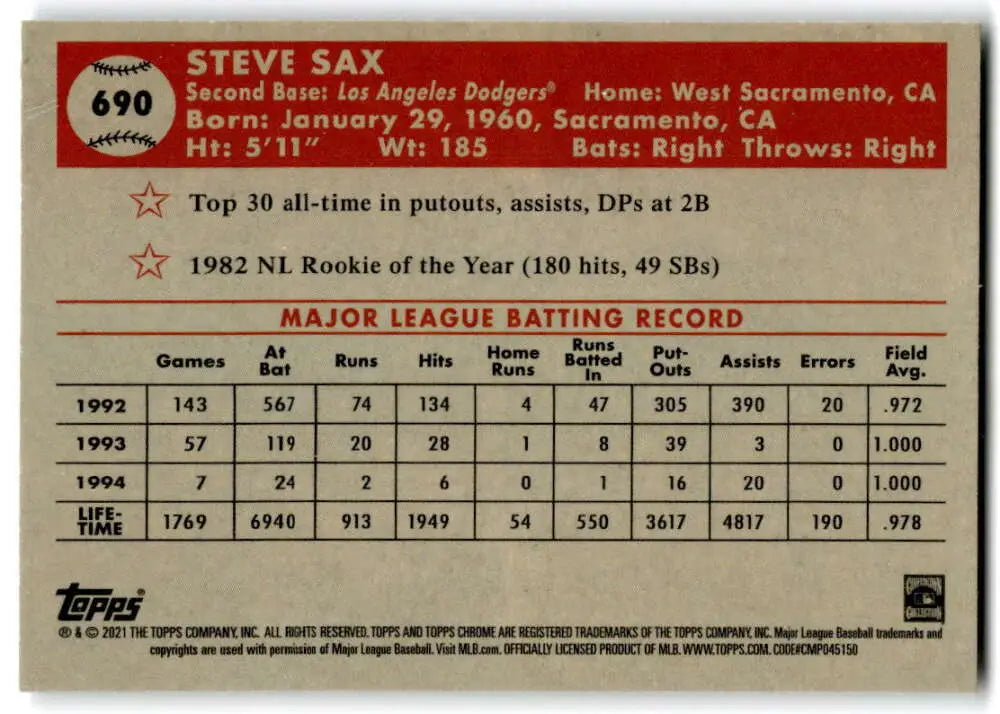 690
STEVE SAX
Second Base: Los Angeles Dodgers® Home: West Sacramento, CA
Born: January 29, 1960, Sacramento, CA
Ht: 5'11" Wt: 185 Bats: Right Throws: Right
Top 30 all-time in putouts, assists, DPs at 2B
1982 NL Rookie of the Year (180 hits, 49 SBs)
MAJOR LEAGUE BATTING RECORD
Games At Bat Runs Hits Home Runs Runs Batted In Put-Outs Assists Errors Field Avg.
1992 143 567 74 134 4 47 305 390 20 .972
1993 57 119 20 28 1 8 39 3 0 1.000
1994 7 24 2 6 0 1 16 20 0 1.000
LIFE-TIME 1769 6940 913 1949 54 550 3617 4817 190 .978
Topps®
COOPERSTOWN COLLECTION
® & © 2021 THE TOPPS COMPANY, INC. ALL RIGHTS RESERVED. TOPPS AND TOPPS CHROME ARE REGISTERED TRADEMARKS OF THE TOPPS COMPANY, INC. Major League Baseball trademarks and
copyrights are used with permission of Major League Baseball. Visit MLB.com. OFFICIALLY LICENSED PRODUCT OF MLB. WWW.TOPPS.COM. CODE#CMP045150